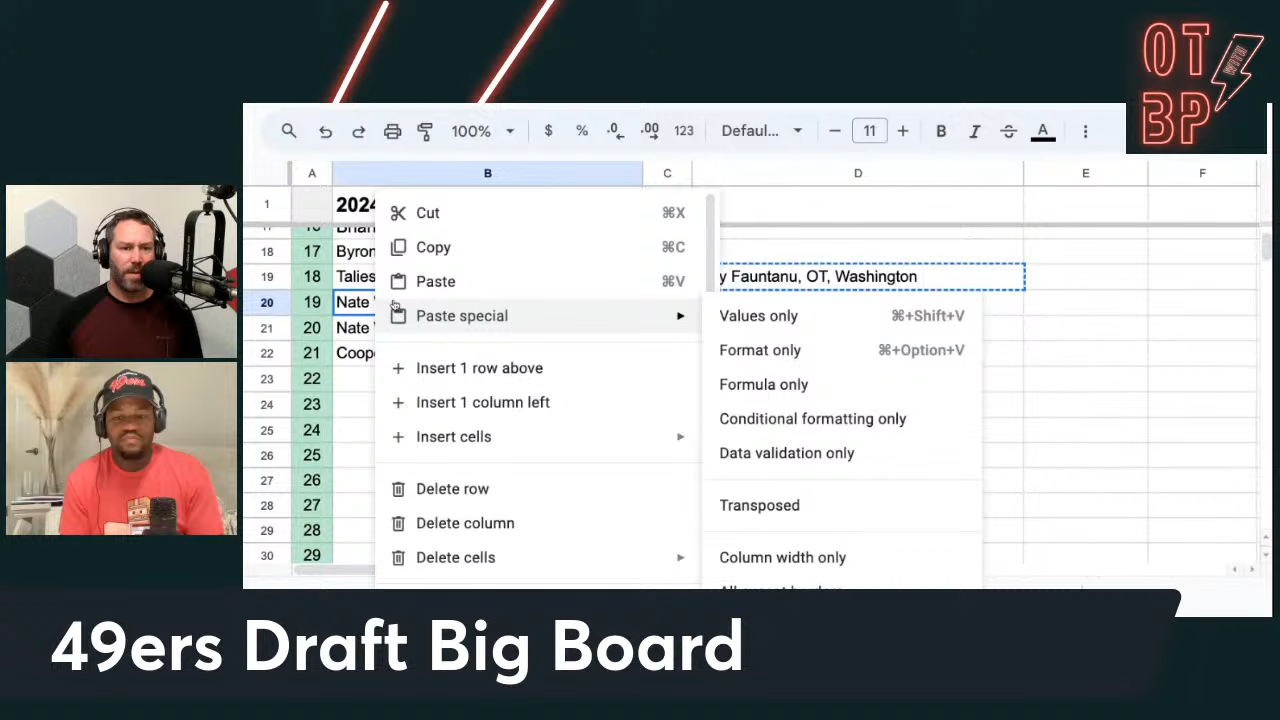 OT
WITH
BP
100%
$
%
.0
.00
123
Defaul...
11
B
I
S
A
A
B
C
D
E
F
1
2024
18
17
Byron
19
18
Talies
y Fauntanu, OT, Washington
20
19
Nate
21
20
Nate
22
21
Coope
23
22
24
23
25
24
26
25
27
26
28
27
29
28
30
29
Cut
⌘X
Copy
⌘C
Paste
⌘V
Paste special
Insert 1 row above
Insert 1 column left
Insert cells
Delete row
Delete column
Delete cells
Values only
⌘+Shift+V
Format only
⌘+Option+V
Formula only
Conditional formatting only
Data validation only
Transposed
Column width only
49ers Draft Big Board